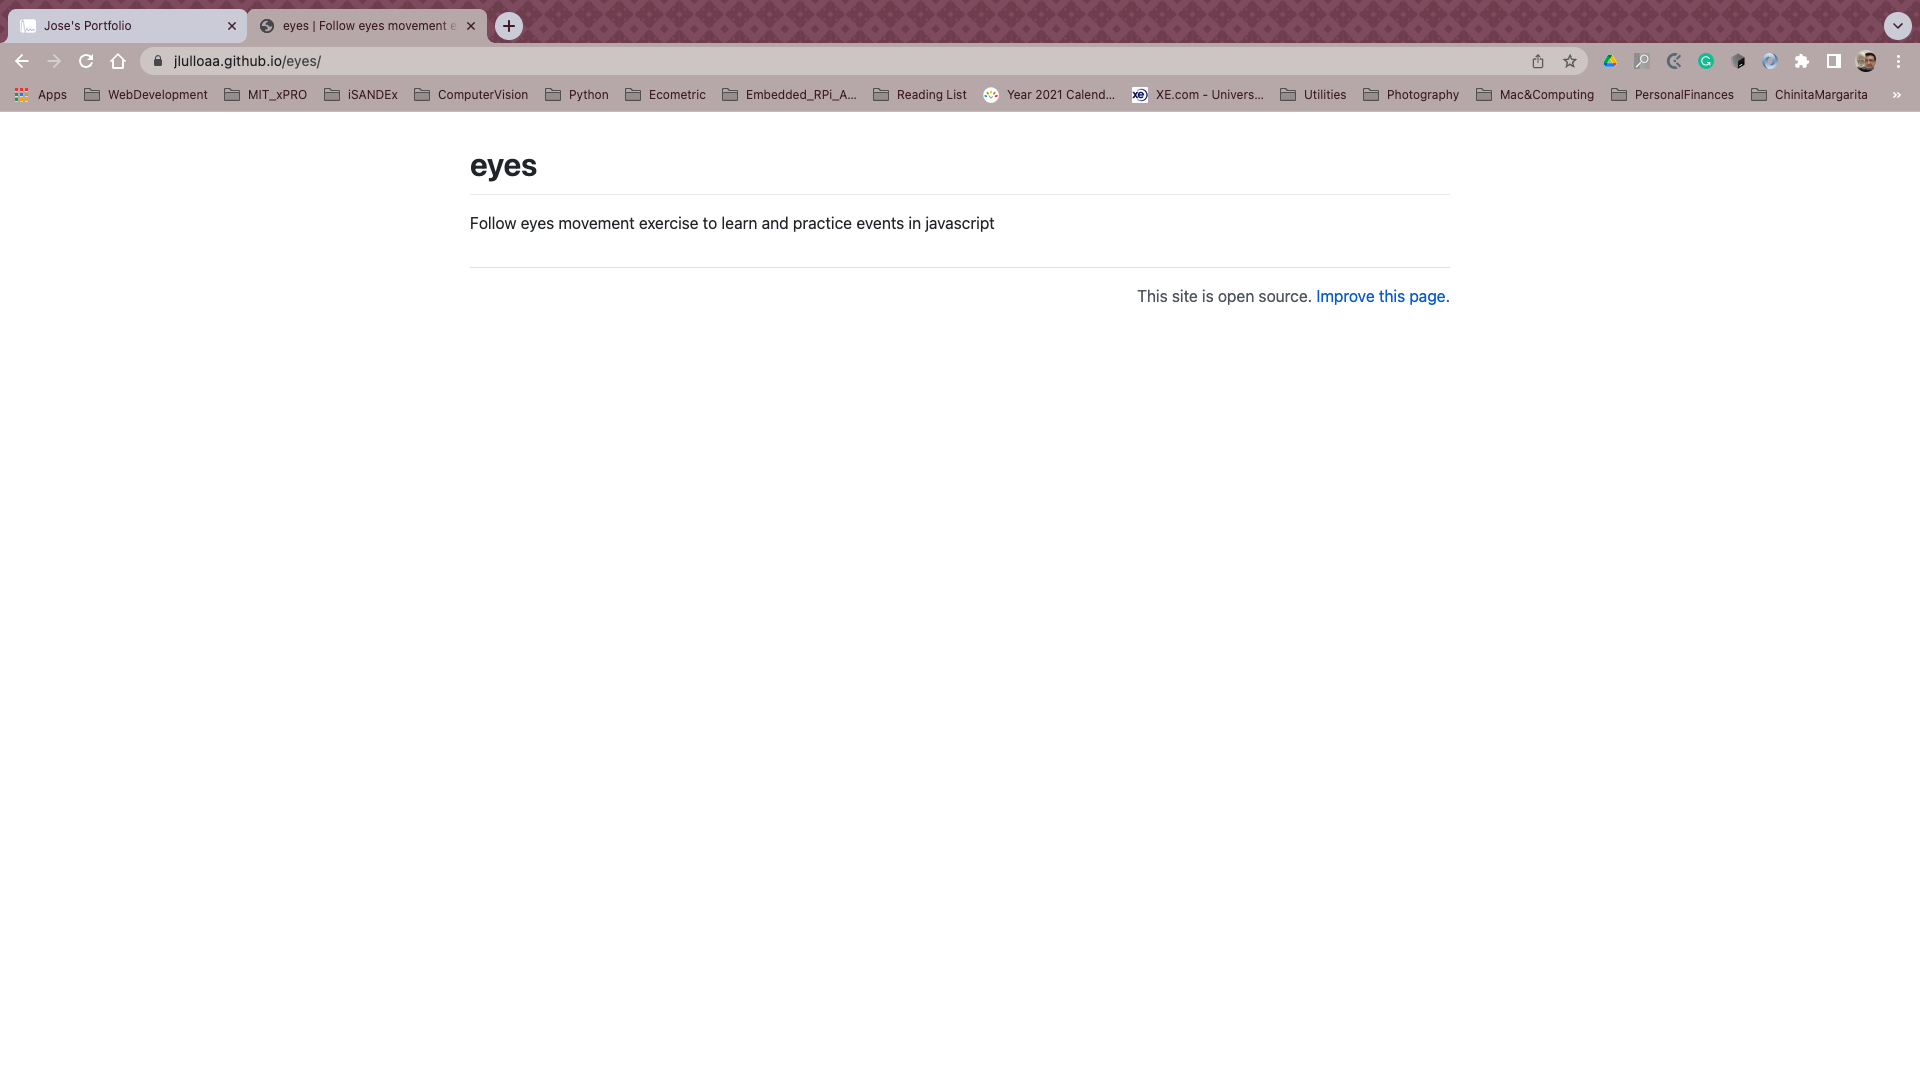 Jose's Portfolio
eyes | Follow eyes movement e
jlulloaa.github.io/eyes/
Apps WebDevelopment MIT_xPRO iSANDEx ComputerVision Python Ecometric Embedded_RPi_A... Reading List Year 2021 Calend... XE.com - Univers... Utilities Photography Mac&Computing PersonalFinances ChinitaMargarita »
eyes
Follow eyes movement exercise to learn and practice events in javascript
This site is open source. Improve this page.